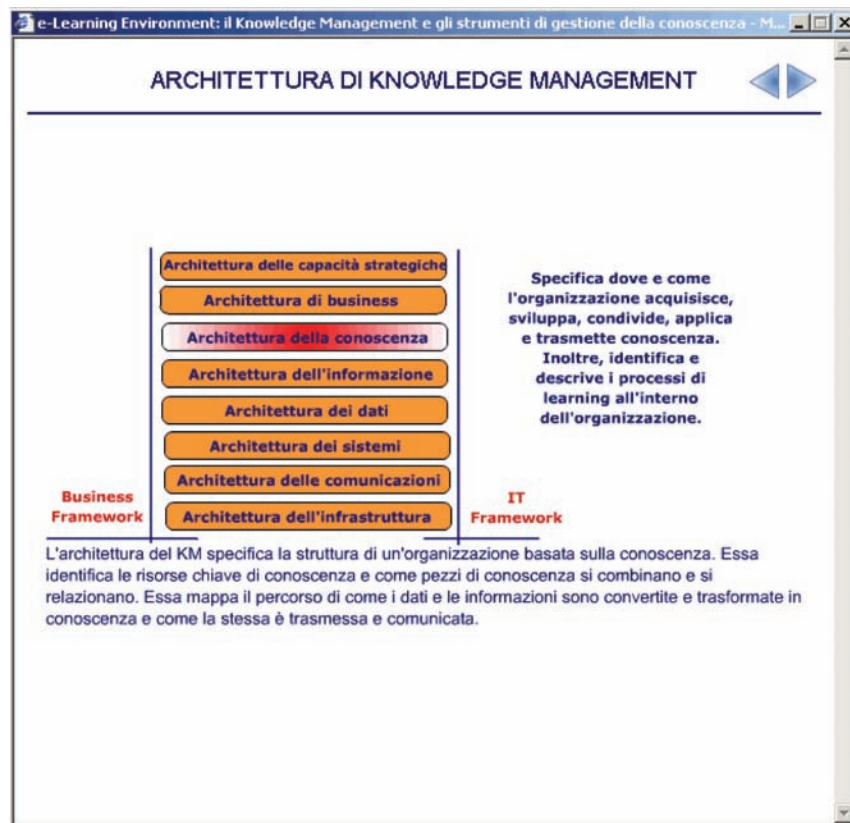 e-Learning Environment: il Knowledge Management e gli strumenti di gestione della conoscenza - M...
ARCHITETTURA DI KNOWLEDGE MANAGEMENT
Architettura delle capacità strategiche
Architettura di business
Architettura della conoscenza
Architettura dell'informazione
Architettura dei dati
Architettura dei sistemi
Architettura delle comunicazioni
Architettura dell'infrastruttura
Specifica dove e come
l'organizzazione acquisisce,
sviluppa, condivide, applica
e trasmette conoscenza.
Inoltre, identifica e
descrive i processi di
learning all'interno
dell'organizzazione.
Business
Framework
IT
Framework
L'architettura del KM specifica la struttura di un'organizzazione basata sulla conoscenza. Essa
identifica le risorse chiave di conoscenza e come pezzi di conoscenza si combinano e si
relazionano. Essa mappa il percorso di come i dati e le informazioni sono convertite e trasformate in
conoscenza e come la stessa è trasmessa e comunicata.